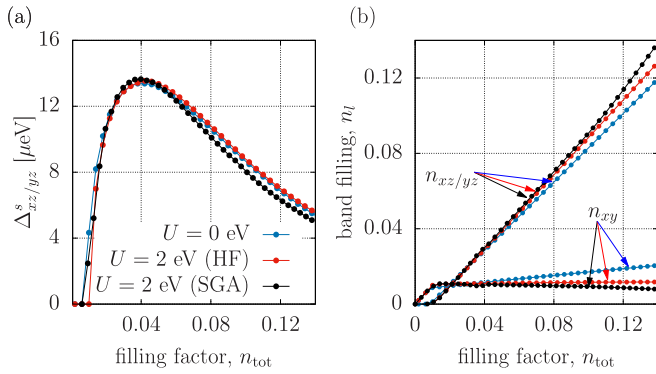 (a)
16
12
8
4
0
Δ^s_{xz/yz} [μeV]
U = 0 eV
U = 2 eV (HF)
U = 2 eV (SGA)
0.04 0.08 0.12
filling factor, n_tot
(b)
0.12
0.08
0.04
0
band filling, n_l
n_{xz/yz}
n_{xy}
0 0.04 0.08 0.12
filling factor, n_tot